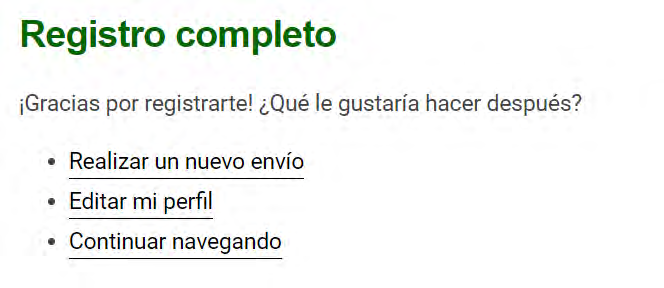 Registro completo
¡Gracias por registrarte! ¿Qué le gustaría hacer después?
Realizar un nuevo envío
Editar mi perfil
Continuar navegando